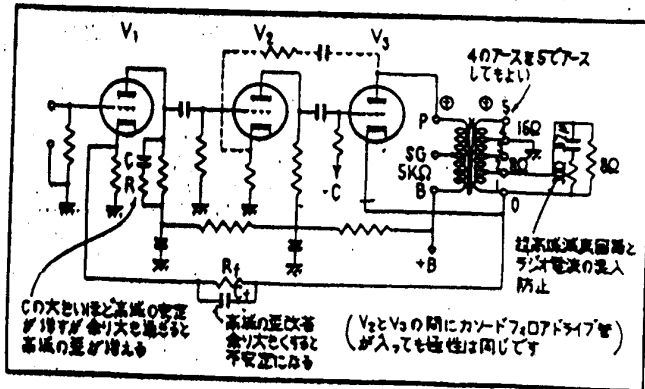 V1
V2
V3
4のアースを5でアース
してもよい
P
SG
5KΩ
B
+B
S
16Ω
8Ω
0
8Ω
C
R
C
Rf
Cf
超高域減衰回路と
ラジオ電波の混入
防止
Cの大きいほど高域の安定
が増すが余り大き過ぎると
高域の歪が増える
高域の歪改善
余り大きくすると
不安定になる
(V2とV3の間にカソードフォロアドライブ管
が入っても極性は同じです)